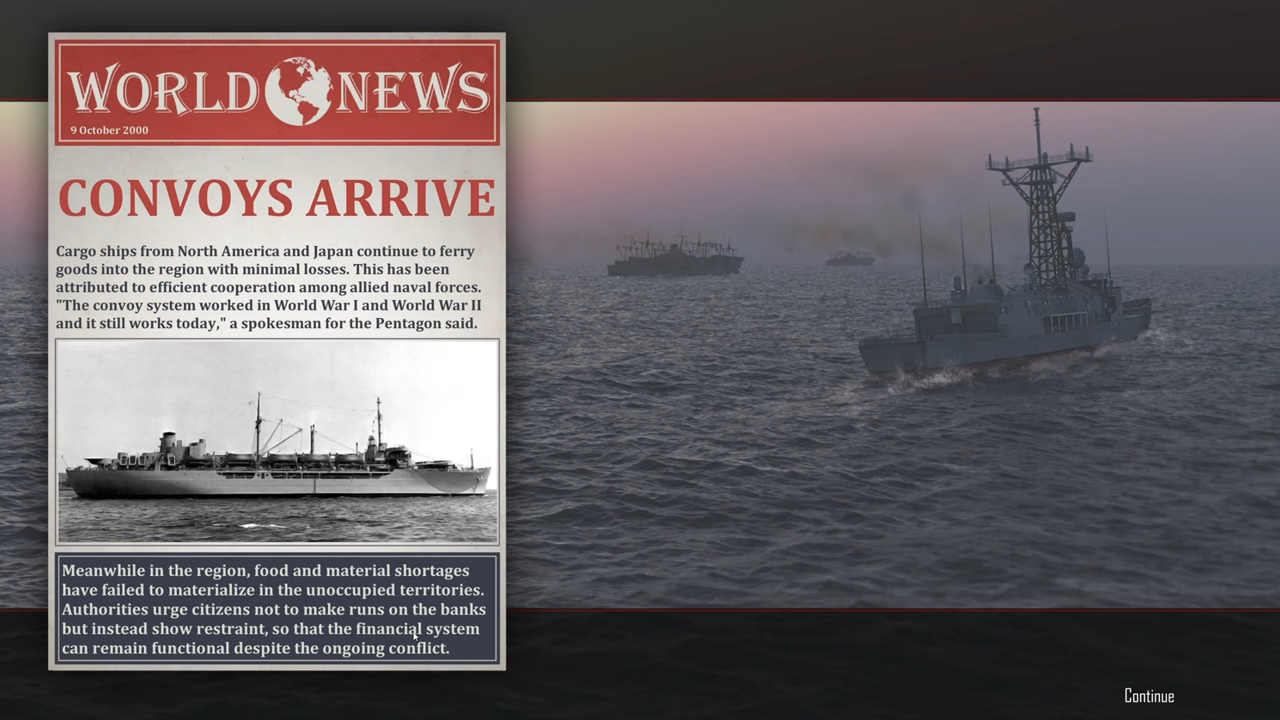 WORLD NEWS
9 October 2000
CONVOYS ARRIVE
Cargo ships from North America and Japan continue to ferry
goods into the region with minimal losses. This has been
attributed to efficient cooperation among allied naval forces.
"The convoy system worked in World War I and World War II
and it still works today," a spokesman for the Pentagon said.
Meanwhile in the region, food and material shortages
have failed to materialize in the unoccupied territories.
Authorities urge citizens not to make runs on the banks
but instead show restraint, so that the financial system
can remain functional despite the ongoing conflict.
Continue